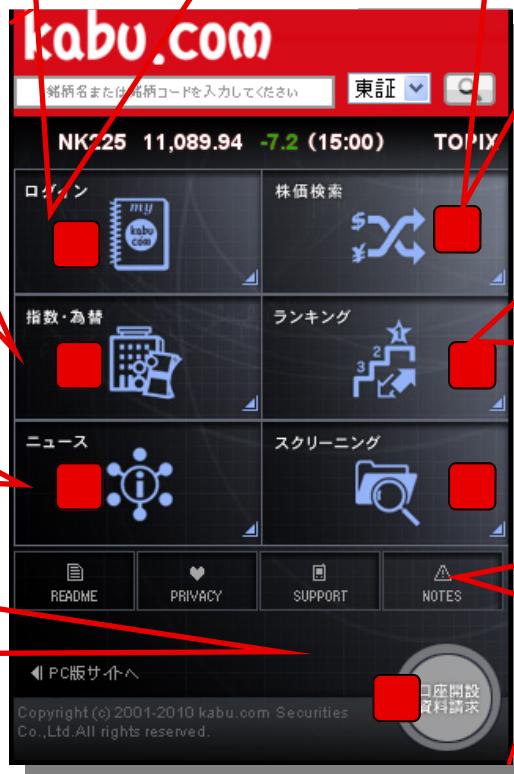 kabu.com
銘柄名または銘柄コードを入力してください 東証
NK225 11,089.94 -7.2 (15:00) TOPIX
ログイン 株価検索
my kabu com $ ¥
指数・為替 ランキング
1 2 3
ニュース スクリーニング
i
README PRIVACY SUPPORT NOTES
PC版サイトへ
口座開設
資料請求
Copyright (c) 2001-2010 kabu.com Securities
Co.,Ltd.All rights reserved.